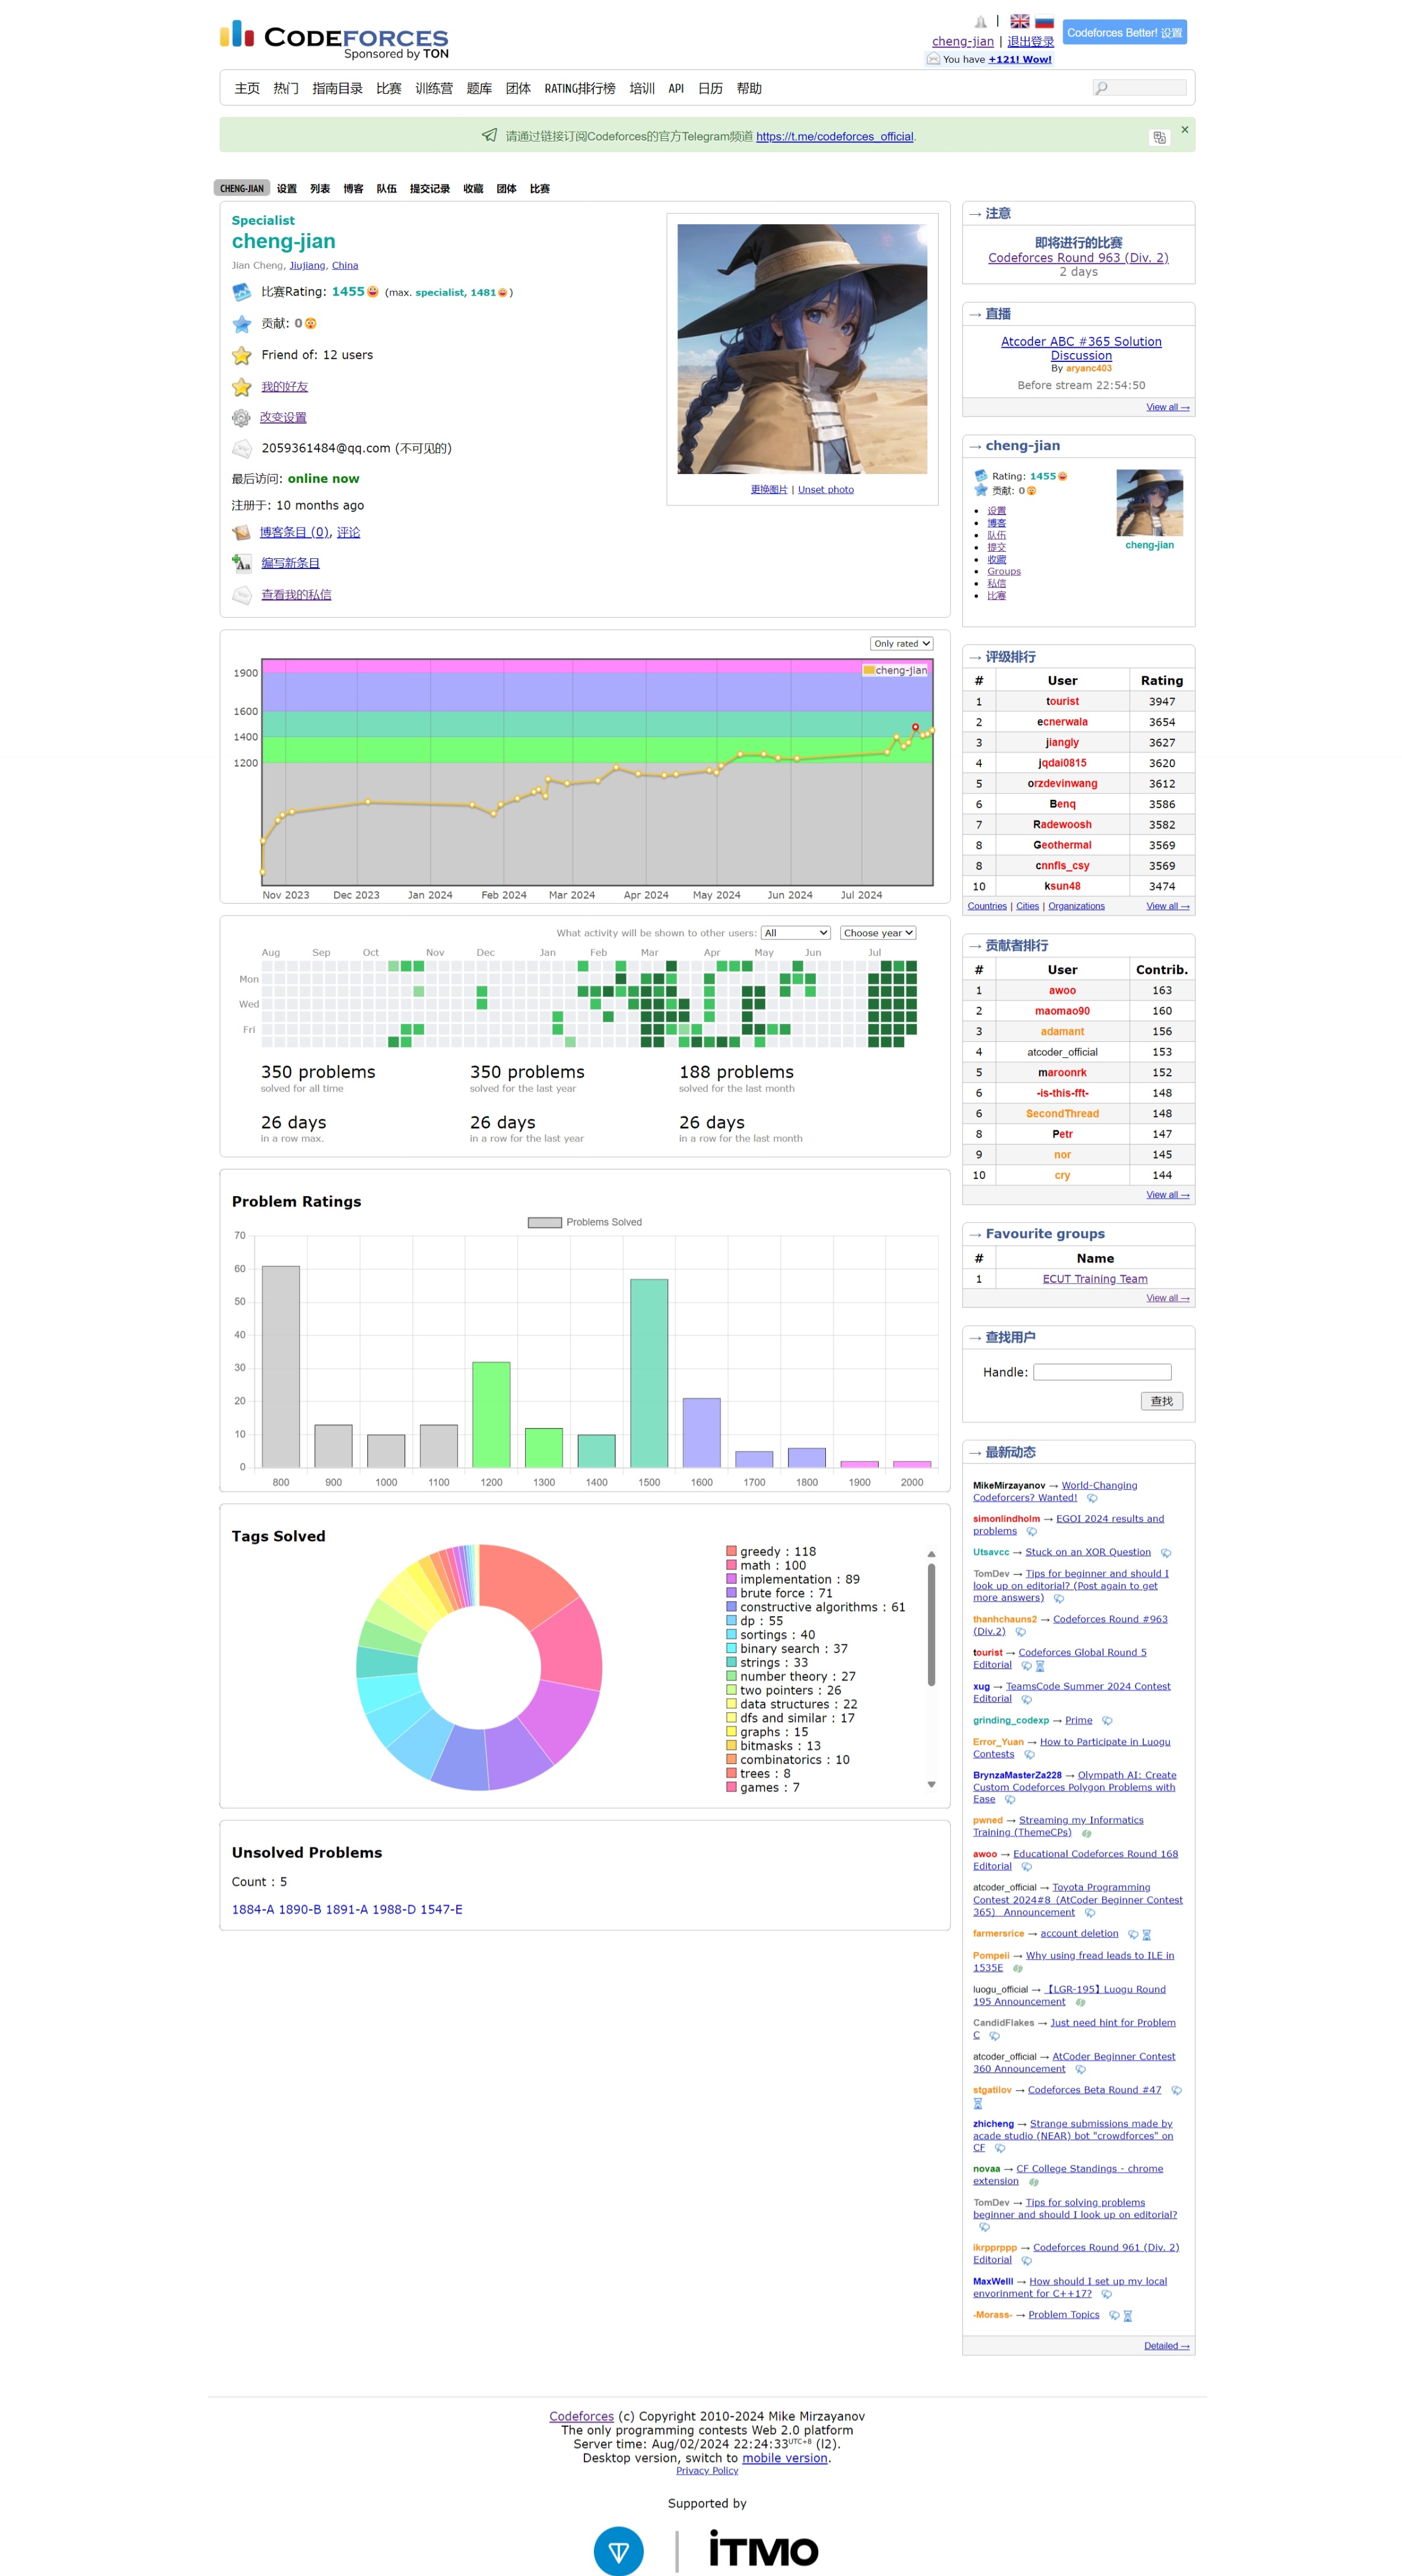 CODEFORCES
Sponsored by TON
cheng-jian | 退出登录
Codeforces Better! 设置
You have +121! Wow!
主页 热门 指南目录 比赛 训练营 题库 团体 RATING排行榜 培训 API 日历 帮助
请通过链接订阅Codeforces的官方Telegram频道 https://t.me/codeforces_official.
CHENG-JIAN 设置 列表 博客 队伍 提交记录 收藏 团体 比赛
Specialist
cheng-jian
Jian Cheng, Jiujiang, China
比赛Rating: 1455 (max. specialist, 1481)
贡献: 0
Friend of: 12 users
我的好友
改变设置
2059361484@qq.com (不可见的)
最后访问: online now
注册于: 10 months ago
博客条目 (0), 评论
编写新条目
查看我的私信
更换图片 | Unset photo
Only rated
cheng-jian
1900
1600
1400
1200
Nov 2023 Dec 2023 Jan 2024 Feb 2024 Mar 2024 Apr 2024 May 2024 Jun 2024 Jul 2024
What activity will be shown to other users: All Choose year
Aug Sep Oct Nov Dec Jan Feb Mar Apr May Jun Jul
Mon
Wed
Fri
350 problems 350 problems 188 problems
solved for all time solved for the last year solved for the last month
26 days 26 days 26 days
in a row max. in a row for the last year in a row for the last month
Problem Ratings
Problems Solved
70
60
50
40
30
20
10
0
800 900 1000 1100 1200 1300 1400 1500 1600 1700 1800 1900 2000
Tags Solved
greedy : 118
math : 100
implementation : 89
brute force : 71
constructive algorithms : 61
dp : 55
sortings : 40
binary search : 37
strings : 33
number theory : 27
two pointers : 26
data structures : 22
dfs and similar : 17
graphs : 15
bitmasks : 13
combinatorics : 10
trees : 8
games : 7
Unsolved Problems
Count : 5
1884-A 1890-B 1891-A 1988-D 1547-E
→ 注意
即将进行的比赛
Codeforces Round 963 (Div. 2)
2 days
→ 直播
Atcoder ABC #365 Solution
Discussion
By aryanc403
Before stream 22:54:50
View all →
→ cheng-jian
Rating: 1455
贡献: 0
设置
博客
队伍
提交
收藏
Groups
私信
比赛
cheng-jian
→ 评级排行
# User Rating
1 tourist 3947
2 ecnerwala 3654
3 jiangly 3627
4 jqdai0815 3620
5 orzdevinwang 3612
6 Benq 3586
7 Radewoosh 3582
8 Geothermal 3569
8 cnnfls_csy 3569
10 ksun48 3474
Countries | Cities | Organizations View all →
→ 贡献者排行
# User Contrib.
1 awoo 163
2 maomao90 160
3 adamant 156
4 atcoder_official 153
5 maroonrk 152
6 -is-this-fft- 148
6 SecondThread 148
8 Petr 147
9 nor 145
10 cry 144
View all →
→ Favourite groups
# Name
1 ECUT Training Team
View all →
→ 查找用户
Handle:
查找
→ 最新动态
MikeMirzayanov → World-Changing
Codeforcers? Wanted!
simonlindholm → EGOI 2024 results and
problems
Utsavcc → Stuck on an XOR Question
TomDev → Tips for beginner and should I
look up on editorial? (Post again to get
more answers)
thanhchauns2 → Codeforces Round #963
(Div.2)
tourist → Codeforces Global Round 5
Editorial
xug → TeamsCode Summer 2024 Contest
Editorial
grinding_codexp → Prime
Error_Yuan → How to Participate in Luogu
Contests
BrynzaMasterZa228 → Olympath AI: Create
Custom Codeforces Polygon Problems with
Ease
pwned → Streaming my Informatics
Training (ThemeCPs)
awoo → Educational Codeforces Round 168
Editorial
atcoder_official → Toyota Programming
Contest 2024#8（AtCoder Beginner Contest
365） Announcement
farmersrice → account deletion
Pompeii → Why using fread leads to ILE in
1535E
luogu_official → 【LGR-195】Luogu Round
195 Announcement
CandidFlakes → Just need hint for Problem
C
atcoder_official → AtCoder Beginner Contest
360 Announcement
stgatilov → Codeforces Beta Round #47
zhicheng → Strange submissions made by
acade studio (NEAR) bot "crowdforces" on
CF
novaa → CF College Standings - chrome
extension
TomDev → Tips for solving problems
beginner and should I look up on editorial?
ikrpprppp → Codeforces Round 961 (Div. 2)
Editorial
MaxWelll → How should I set up my local
envorinment for C++17?
-Morass- → Problem Topics
Detailed →
Codeforces (c) Copyright 2010-2024 Mike Mirzayanov
The only programming contests Web 2.0 platform
Server time: Aug/02/2024 22:24:33UTC+8 (l2).
Desktop version, switch to mobile version.
Privacy Policy
Supported by
iTMO